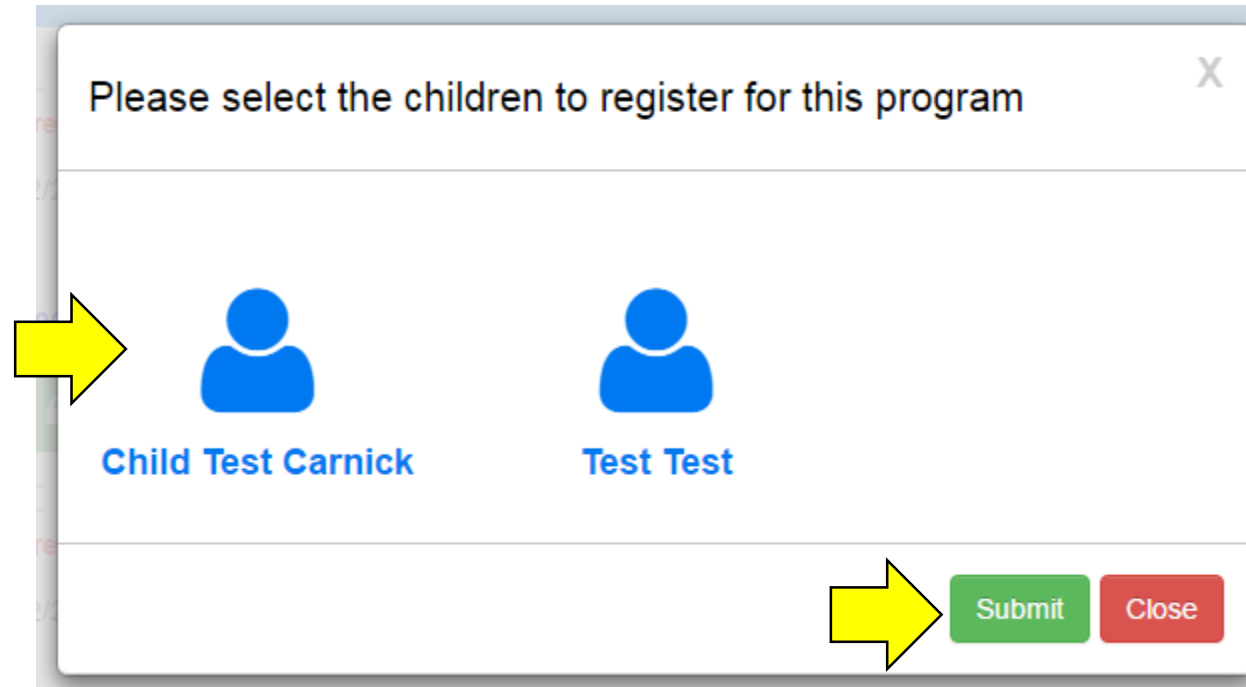 Please select the children to register for this program
X
Child Test Carnick
Test Test
Submit
Close